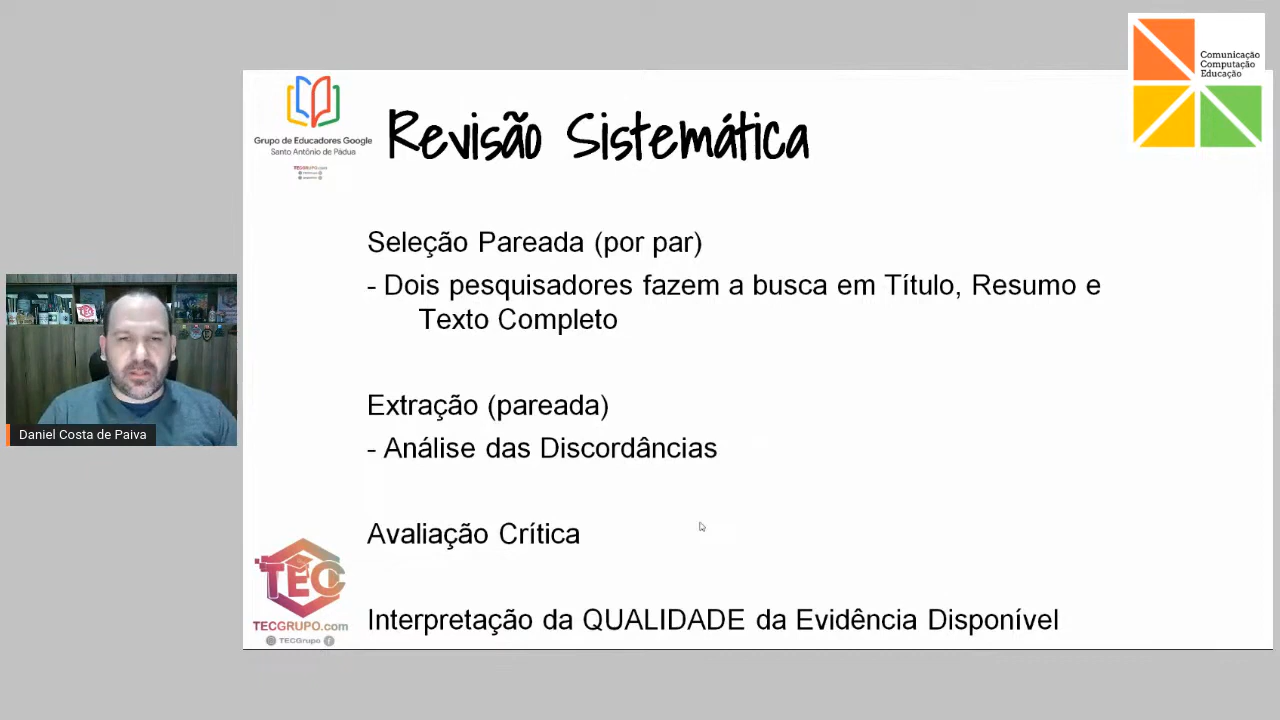 Comunicação
Computação
Educação
Grupo de Educadores Google
Santo Antônio de Pádua
TECGRUPO.com
Revisão Sistemática
Seleção Pareada (por par)
- Dois pesquisadores fazem a busca em Título, Resumo e
Texto Completo
Extração (pareada)
- Análise das Discordâncias
Daniel Costa de Paiva
Avaliação Crítica
TEC
TECGRUPO.com
TECGrupo
Interpretação da QUALIDADE da Evidência Disponível